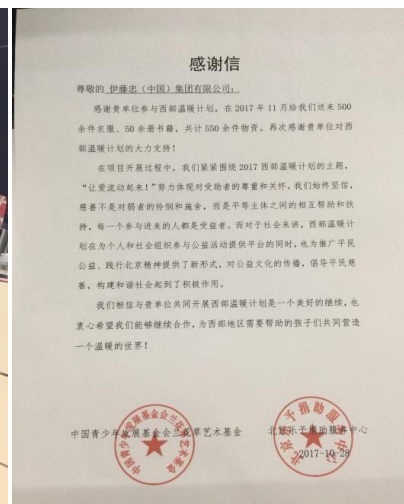 感谢信
尊敬的 伊藤忠（中国）集团有限公司：
感谢贵单位参与西部温暖计划，在 2017 年 11 月给我们送来 500
余件衣服、50 余册书籍，共计 550 余件物资。再次感谢贵单位对西
部温暖计划的大力支持！
在项目开展过程中，我们紧紧围绕 2017 西部温暖计划的主题，
“让爱流动起来！”努力体现对受助者的尊重和关怀。我们始终坚信，
慈善不是对弱者的怜悯和施舍，而是平等主体之间的相互帮助和扶
持，每一个参与进来的人都是受益者。而对于社会来讲，西部温暖计
划在为个人和社会组织参与公益活动提供平台的同时，也为推广平民
公益、践行北京精神提供了新形式，对公益文化的传播，倡导平民慈
善，构建和谐社会起到了积极作用。
我们相信与贵单位共同开展西部温暖计划是一个美好的继续，也
衷心希望我们能够继续合作，为西部地区需要帮助的孩子们共同营造
一个温暖的世界！
中国青少年发展基金会兰花草艺术基金
北京乐予捐助服务中心
2017-10-28